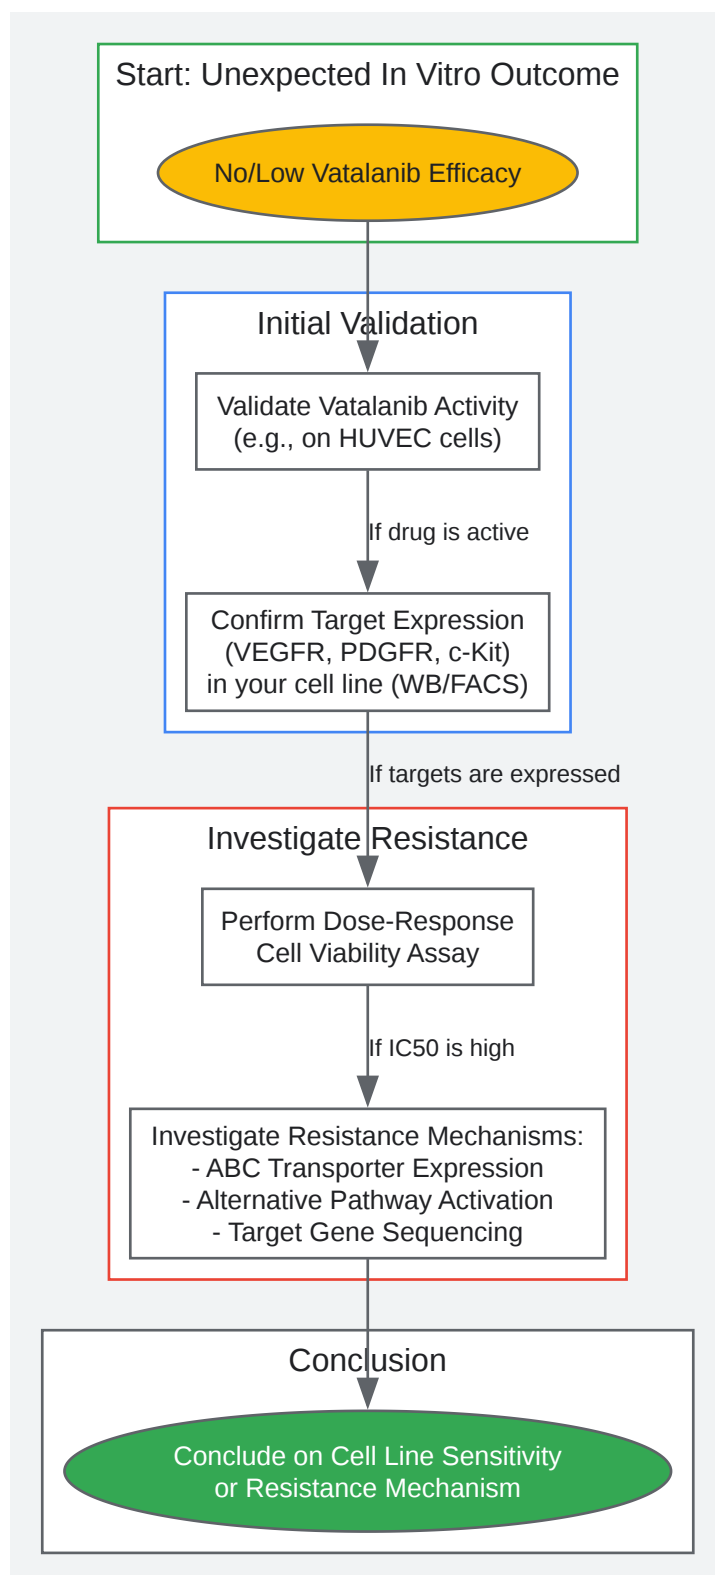 Start: Unexpected In Vitro Outcome
No/Low Vatalanib Efficacy
Initial Validation
Validate Vatalanib Activity
(e.g., on HUVEC cells)
If drug is active
Confirm Target Expression
(VEGFR, PDGFR, c-Kit)
in your cell line (WB/FACS)
If targets are expressed
Investigate Resistance
Perform Dose-Response
Cell Viability Assay
If IC50 is high
Investigate Resistance Mechanisms:
- ABC Transporter Expression
- Alternative Pathway Activation
- Target Gene Sequencing
Conclusion
Conclude on Cell Line Sensitivity
or Resistance Mechanism